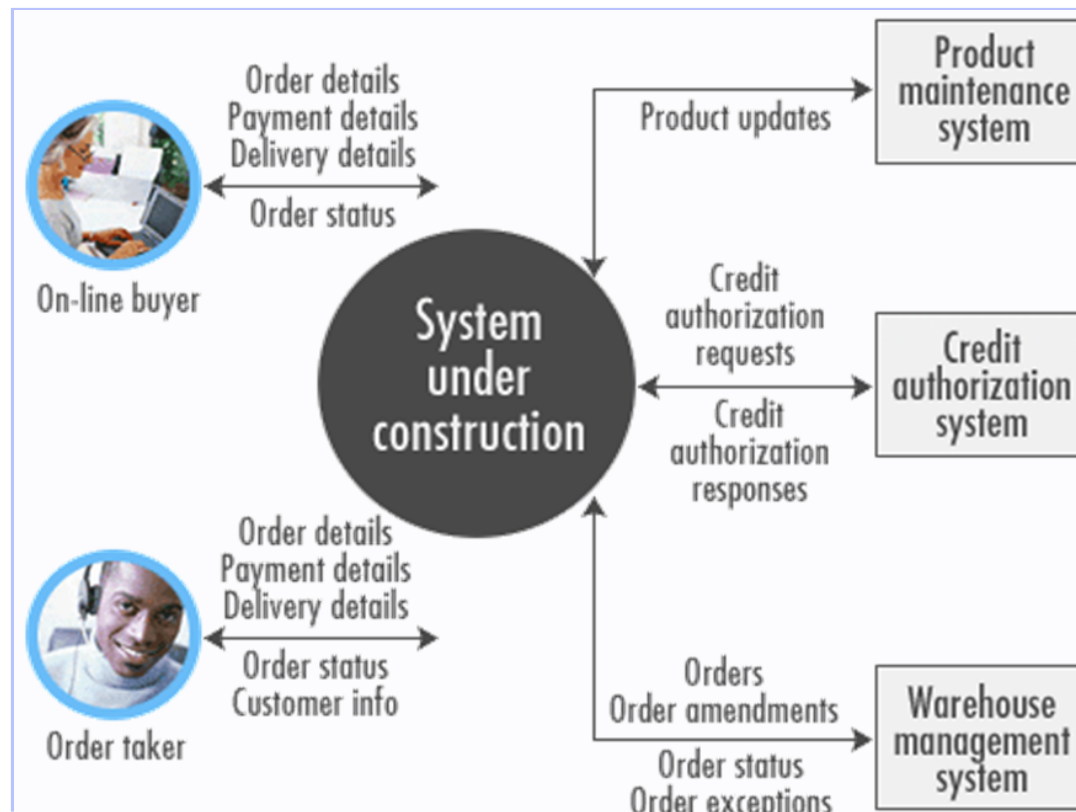 Order details
Payment details
Delivery details
Order status
On-line buyer
Product updates
Product
maintenance
system
System
under
construction
Credit
authorization
requests
Credit
authorization
responses
Credit
authorization
system
Order details
Payment details
Delivery details
Order status
Customer info
Order taker
Orders
Order amendments
Order status
Order exceptions
Warehouse
management
system